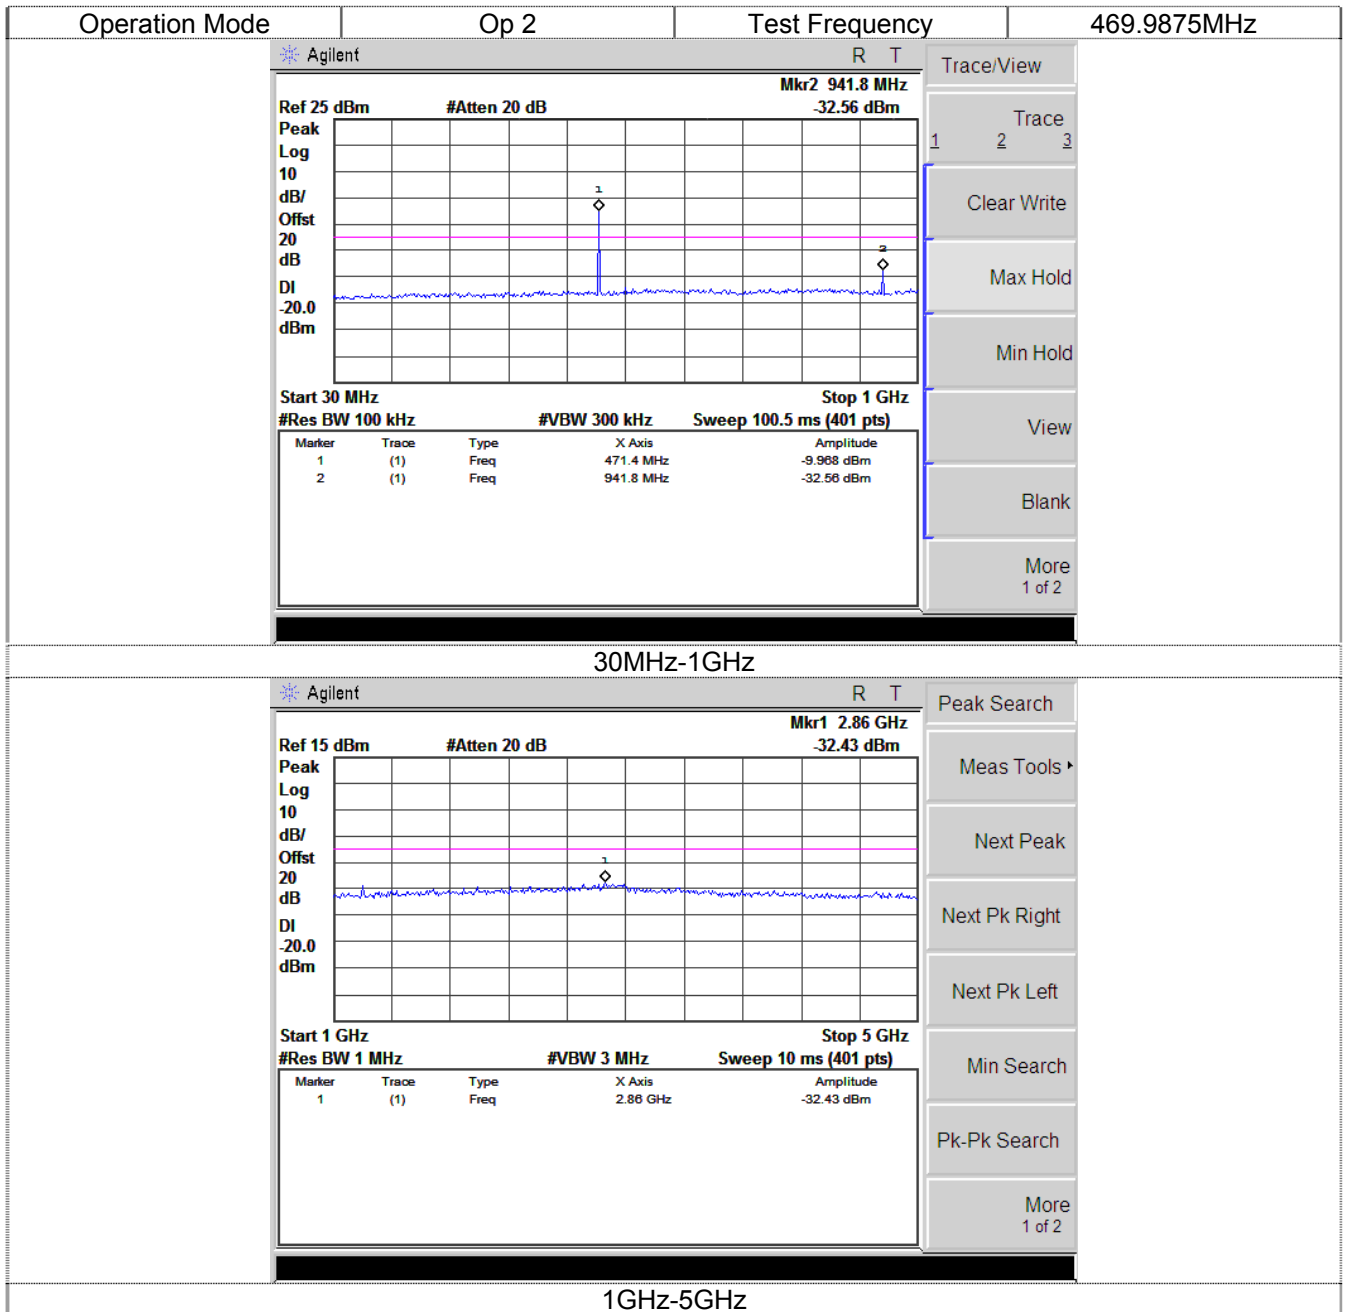 Operation Mode Op 2 Test Frequency 469.9875MHz
Agilent R T
Trace/View
Mkr2 941.8 MHz
Ref 25 dBm #Atten 20 dB -32.56 dBm
Peak
Log
10
dB/
Offst
20
dB
DI
-20.0
dBm
1
2
Start 30 MHz Stop 1 GHz
#Res BW 100 kHz #VBW 300 kHz Sweep 100.5 ms (401 pts)
Marker Trace Type X Axis Amplitude
1 (1) Freq 471.4 MHz -9.968 dBm
2 (1) Freq 941.8 MHz -32.56 dBm
Trace
1 2 3
Clear Write
Max Hold
Min Hold
View
Blank
More
1 of 2
30MHz-1GHz
Agilent R T
Peak Search
Mkr1 2.86 GHz
Ref 15 dBm #Atten 20 dB -32.43 dBm
Peak
Log
10
dB/
Offst
20
dB
DI
-20.0
dBm
1
Start 1 GHz Stop 5 GHz
#Res BW 1 MHz #VBW 3 MHz Sweep 10 ms (401 pts)
Marker Trace Type X Axis Amplitude
1 (1) Freq 2.86 GHz -32.43 dBm
Meas Tools
Next Peak
Next Pk Right
Next Pk Left
Min Search
Pk-Pk Search
More
1 of 2
1GHz-5GHz